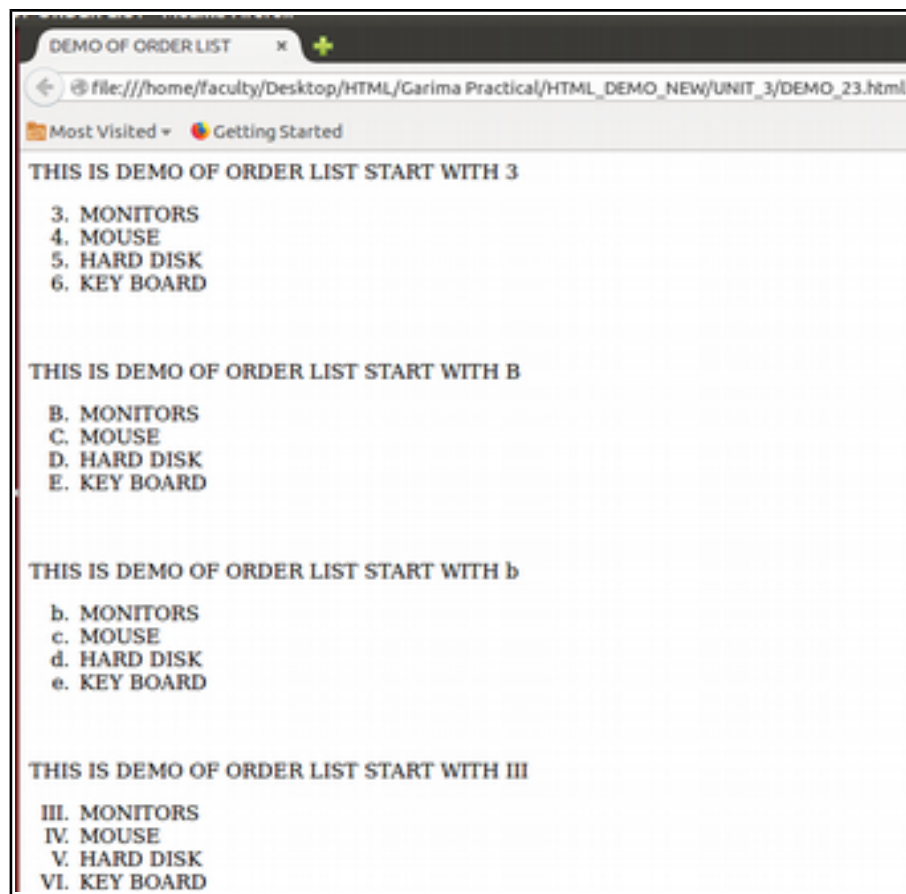 DEMO OF ORDER LIST ×
file:///home/faculty/Desktop/HTML/Garima Practical/HTML_DEMO_NEW/UNIT_3/DEMO_23.html
Most Visited Getting Started
THIS IS DEMO OF ORDER LIST START WITH 3
3. MONITORS
4. MOUSE
5. HARD DISK
6. KEY BOARD
THIS IS DEMO OF ORDER LIST START WITH B
B. MONITORS
C. MOUSE
D. HARD DISK
E. KEY BOARD
THIS IS DEMO OF ORDER LIST START WITH b
b. MONITORS
c. MOUSE
d. HARD DISK
e. KEY BOARD
THIS IS DEMO OF ORDER LIST START WITH III
III. MONITORS
IV. MOUSE
V. HARD DISK
VI. KEY BOARD